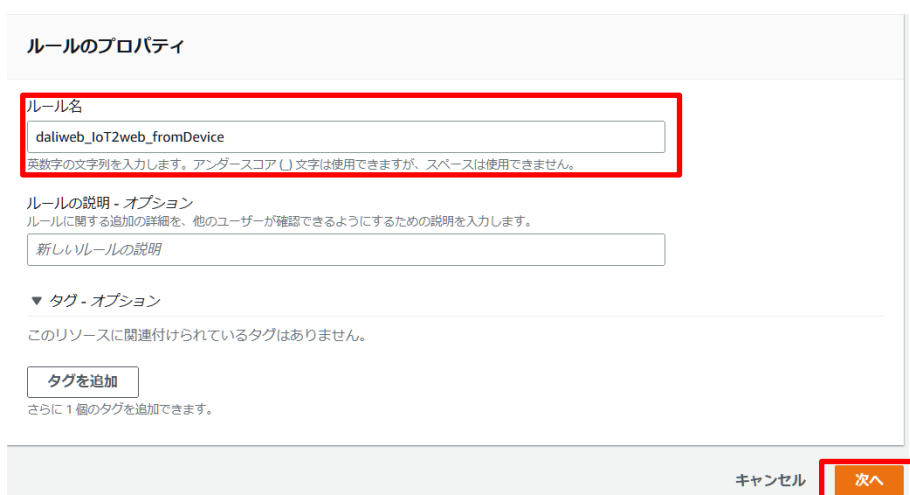 ルールのプロパティ
ルール名
daliweb_IoT2web_fromDevice
英数字の文字列を入力します。アンダースコア (_) 文字は使用できますが、スペースは使用できません。
ルールの説明 - オプション
ルールに関する追加の詳細を、他のユーザーが確認できるようにするための説明を入力します。
新しいルールの説明
▼ タグ - オプション
このリソースに関連付けられているタグはありません。
タグを追加
さらに 1 個のタグを追加できます。
キャンセル 次へ